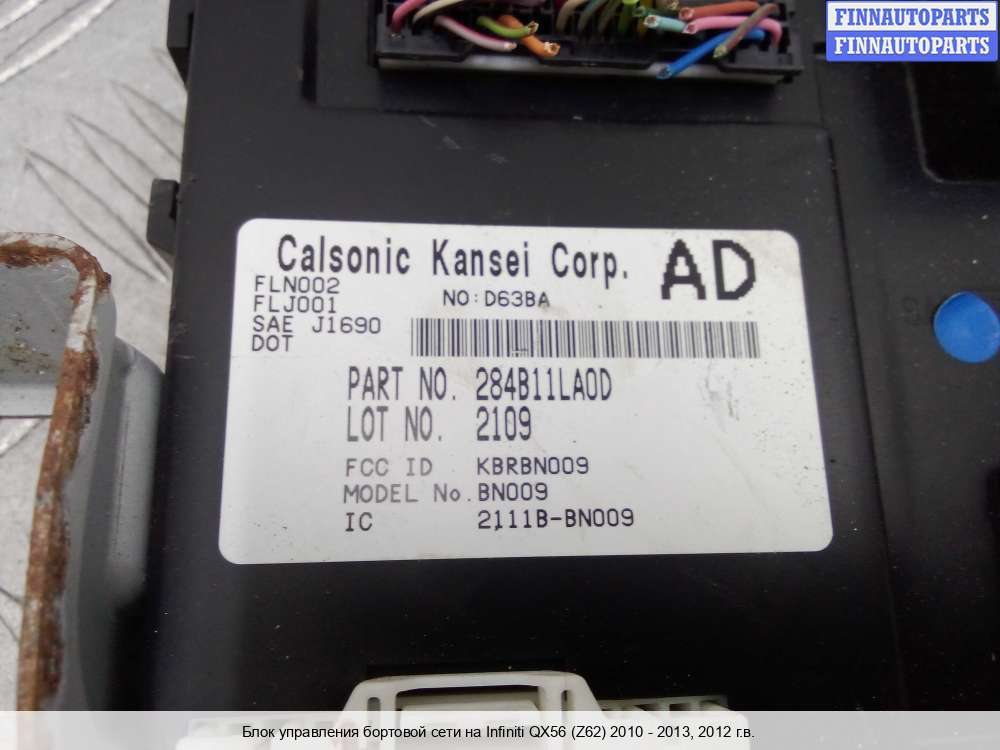 FINNAUTOPARTS
FINNAUTOPARTS
Calsonic Kansei Corp. AD
FLN002
FLJ001
NO:D63BA
SAE J1690
DOT
PART NO. 284B11LA0D
LOT NO. 2109
FCC ID KBRBN009
MODEL No. BN009
IC 2111B-BN009
Блок управления бортовой сети на Infiniti QX56 (Z62) 2010 - 2013, 2012 г.в.